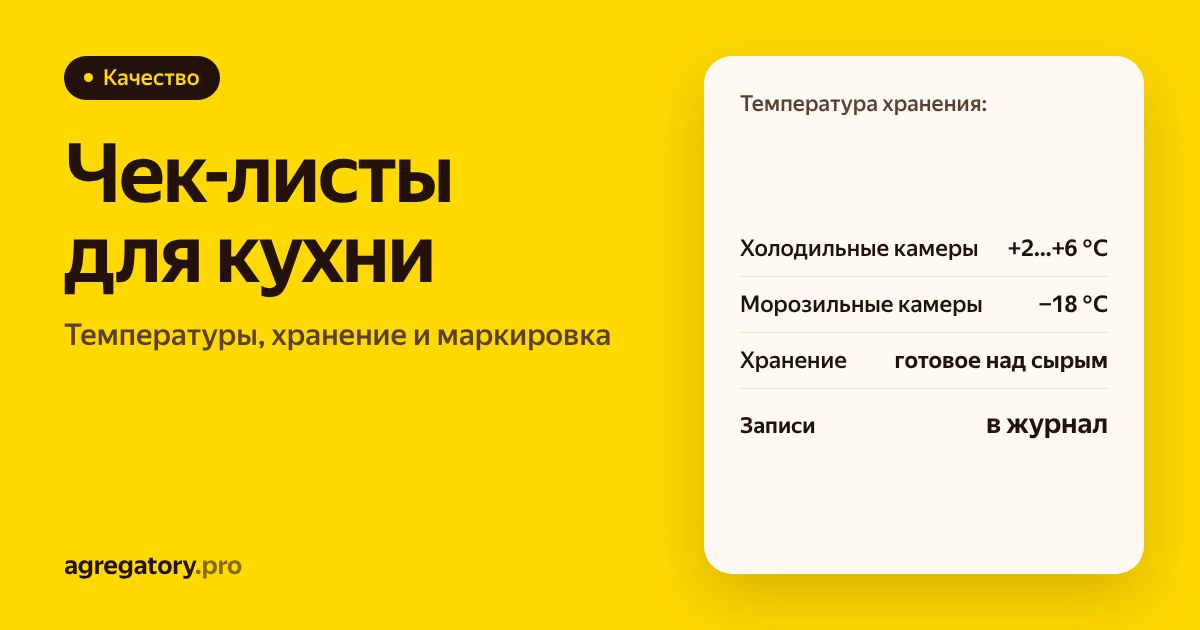 Качество
Чек-листы
для кухни
Температуры, хранение и маркировка
agregatory.pro
Температура хранения:
Холодильные камеры +2…+6 °C
Морозильные камеры −18 °C
Хранение готовое над сырым
Записи в журнал